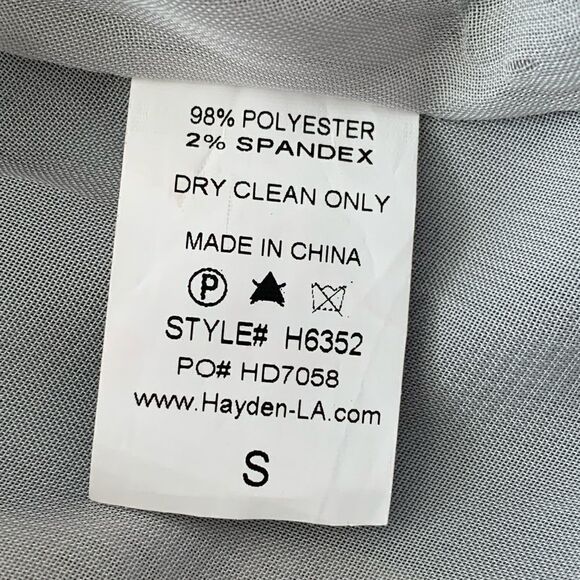 98% POLYESTER
2% SPANDEX
DRY CLEAN ONLY
MADE IN CHINA
P
STYLE# H6352
PO# HD7058
www.Hayden-LA.com
S